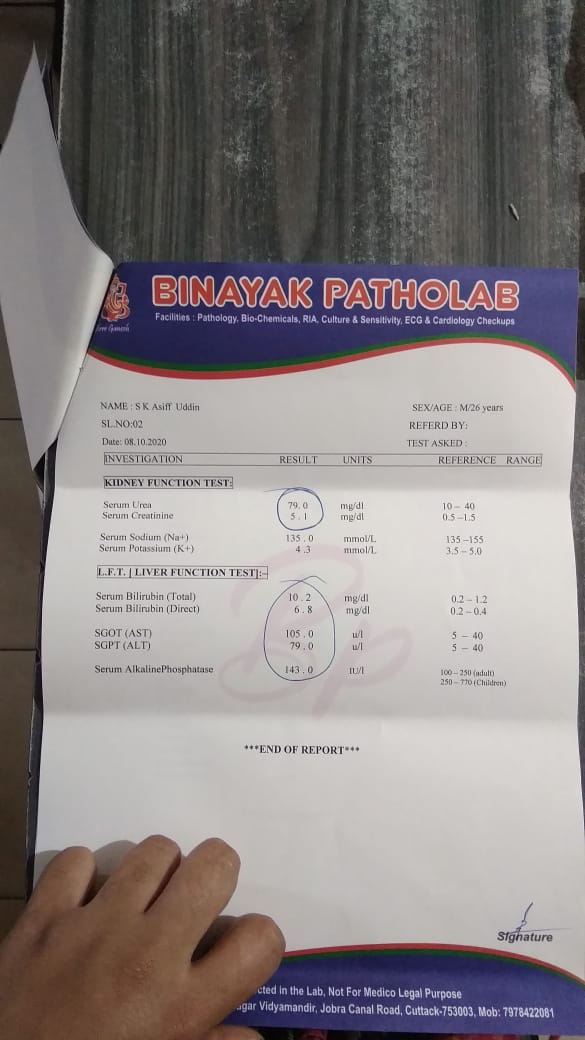 BINAYAK PATHOLAB
Facilities : Pathology, Bio-Chemicals, RIA, Culture & Sensitivity, ECG & Cardiology Checkups
Shree Ganesh
NAME : S K Asiff Uddin SEX/AGE : M/26 years
SL.NO:02 REFERD BY:
Date: 08.10.2020 TEST ASKED :
INVESTIGATION RESULT UNITS REFERENCE RANGE
KIDNEY FUNCTION TEST:
Serum Urea 79.0 mg/dl 10 – 40
Serum Creatinine 5.1 mg/dl 0.5 –1.5
Serum Sodium (Na+) 135.0 mmol/L 135 –155
Serum Potassium (K+) 4.3 mmol/L 3.5 – 5.0
L.F.T. [ LIVER FUNCTION TEST]:–
Serum Bilirubin (Total) 10.2 mg/dl 0.2 – 1.2
Serum Bilirubin (Direct) 6.8 mg/dl 0.2 – 0.4
SGOT (AST) 105.0 u/l 5 – 40
SGPT (ALT) 79.0 u/l 5 – 40
Serum AlkalinePhosphatase 143.0 IU/l 100 – 250 (adult)
250 – 770 (Children)
Bp
***END OF REPORT***
Signature
in the Lab, Not For Medico Legal Purpose
Vidyamandir, Jobra Canal Road, Cuttack-753003, Mob: 7978422081